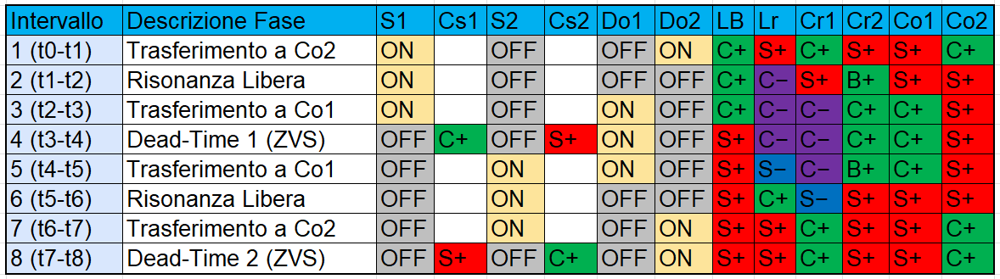 Intervallo Descrizione Fase S1 Cs1 S2 Cs2 Do1 Do2 LB Lr Cr1 Cr2 Co1 Co2
1 (t0-t1) Trasferimento a Co2 ON OFF OFF ON C+ S+ C+ S+ S+ C+
2 (t1-t2) Risonanza Libera ON OFF OFF OFF C+ C− S+ B+ S+ S+
3 (t2-t3) Trasferimento a Co1 ON OFF ON OFF C+ C− C− C+ C+ S+
4 (t3-t4) Dead-Time 1 (ZVS) OFF C+ OFF S+ ON OFF S+ C− C− C+ C+ S+
5 (t4-t5) Trasferimento a Co1 OFF ON ON OFF S+ S− C− B+ C+ S+
6 (t5-t6) Risonanza Libera OFF ON OFF OFF S+ C+ S− S+ S+ S+
7 (t6-t7) Trasferimento a Co2 OFF ON OFF ON S+ S+ C+ S+ S+ C+
8 (t7-t8) Dead-Time 2 (ZVS) OFF S+ OFF C+ OFF ON S+ S+ C+ S+ S+ C+